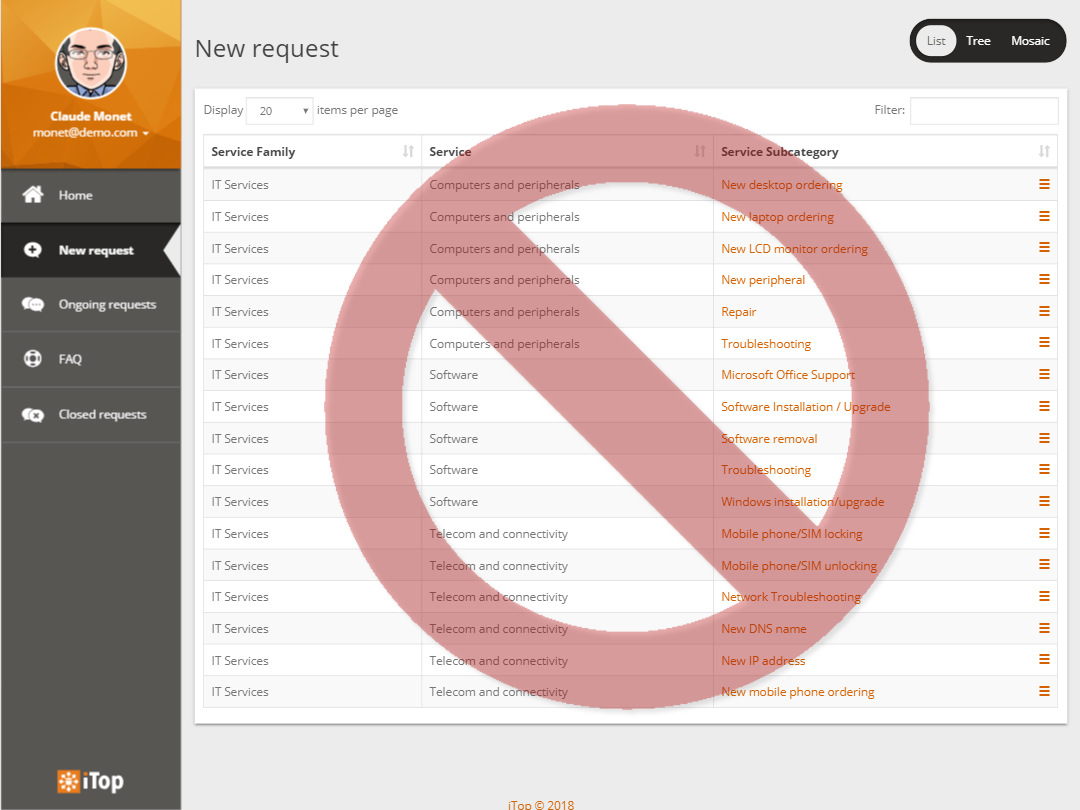 New request
List Tree Mosaic
Claude Monet
monet@demo.com
Home
New request
Ongoing requests
FAQ
Closed requests
iTop
Display 20 items per page Filter:
Service Family Service Service Subcategory
IT Services Computers and peripherals New desktop ordering
IT Services Computers and peripherals New laptop ordering
IT Services Computers and peripherals New LCD monitor ordering
IT Services Computers and peripherals New peripheral
IT Services Computers and peripherals Repair
IT Services Computers and peripherals Troubleshooting
IT Services Software Microsoft Office Support
IT Services Software Software Installation / Upgrade
IT Services Software Software removal
IT Services Software Troubleshooting
IT Services Software Windows installation/upgrade
IT Services Telecom and connectivity Mobile phone/SIM locking
IT Services Telecom and connectivity Mobile phone/SIM unlocking
IT Services Telecom and connectivity Network Troubleshooting
IT Services Telecom and connectivity New DNS name
IT Services Telecom and connectivity New IP address
IT Services Telecom and connectivity New mobile phone ordering
iTop © 2018